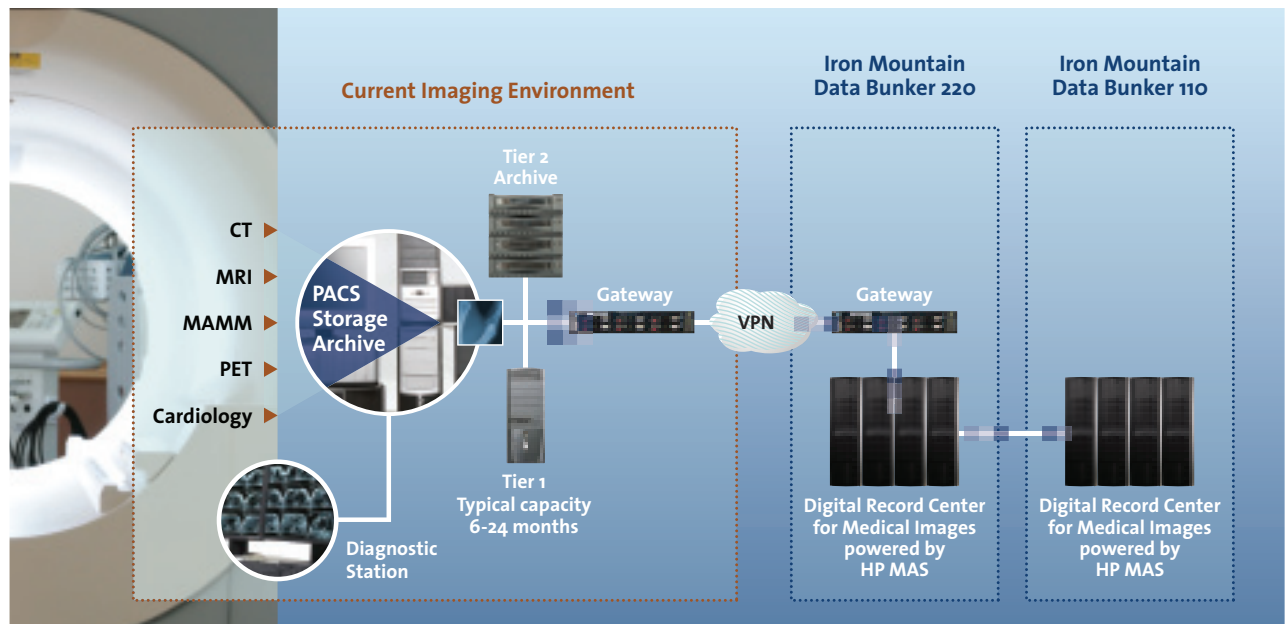 Current Imaging Environment
Iron Mountain
Data Bunker 220
Iron Mountain
Data Bunker 110
CT
MRI
MAMM
PET
Cardiology
PACS
Storage
Archive
Tier 2
Archive
Gateway
VPN
Gateway
Tier 1
Typical capacity
6-24 months
Diagnostic
Station
Digital Record Center
for Medical Images
powered by
HP MAS
Digital Record Center
for Medical Images
powered by
HP MAS